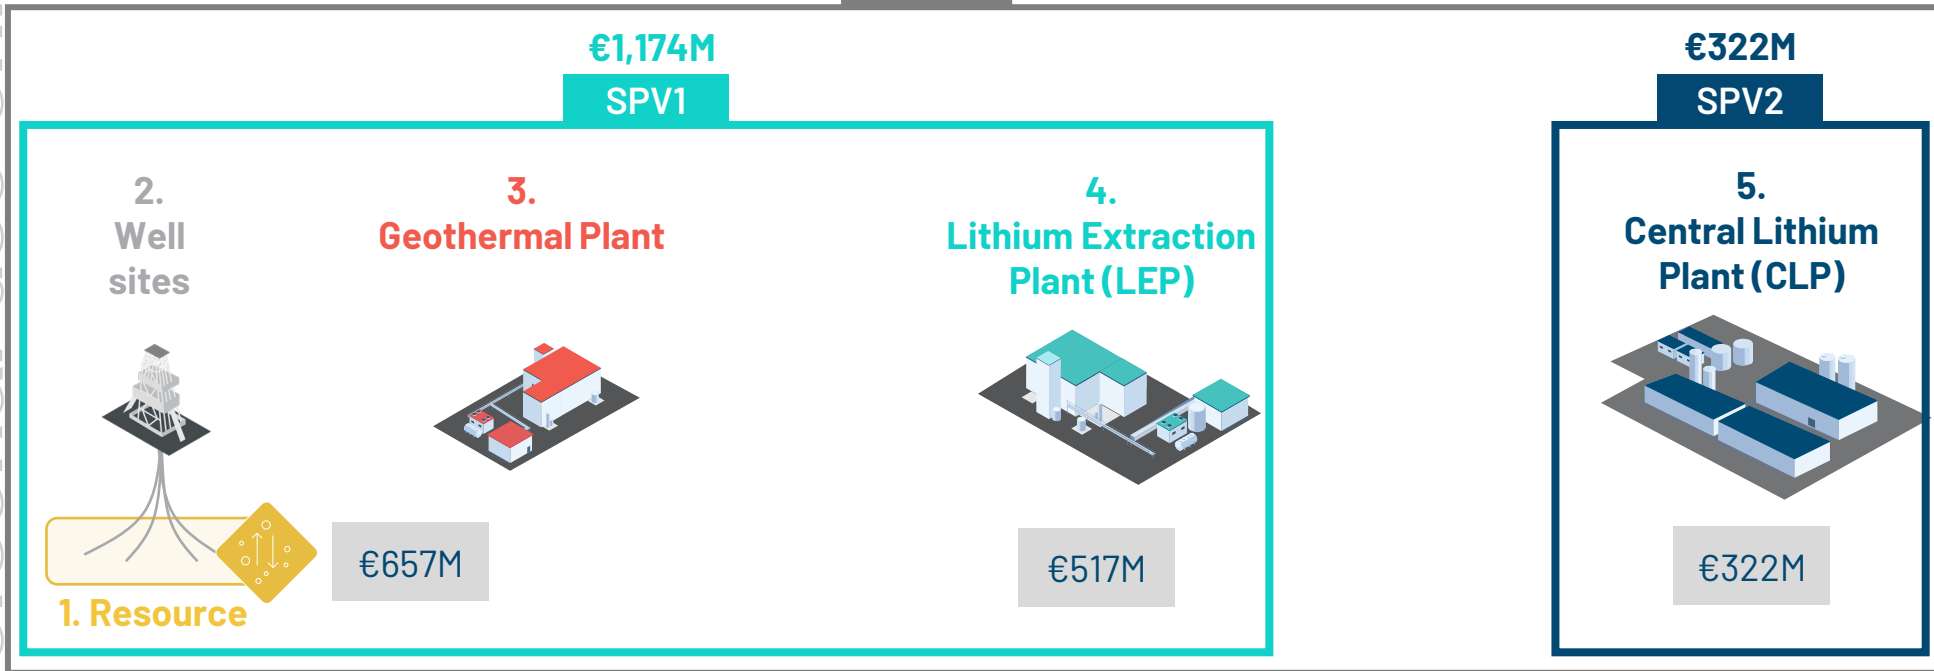 €1,174M
SPV1
2.
Well
sites
3.
Geothermal Plant
4.
Lithium Extraction
Plant (LEP)
€657M
€517M
1. Resource
€322M
SPV2
5.
Central Lithium
Plant (CLP)
€322M